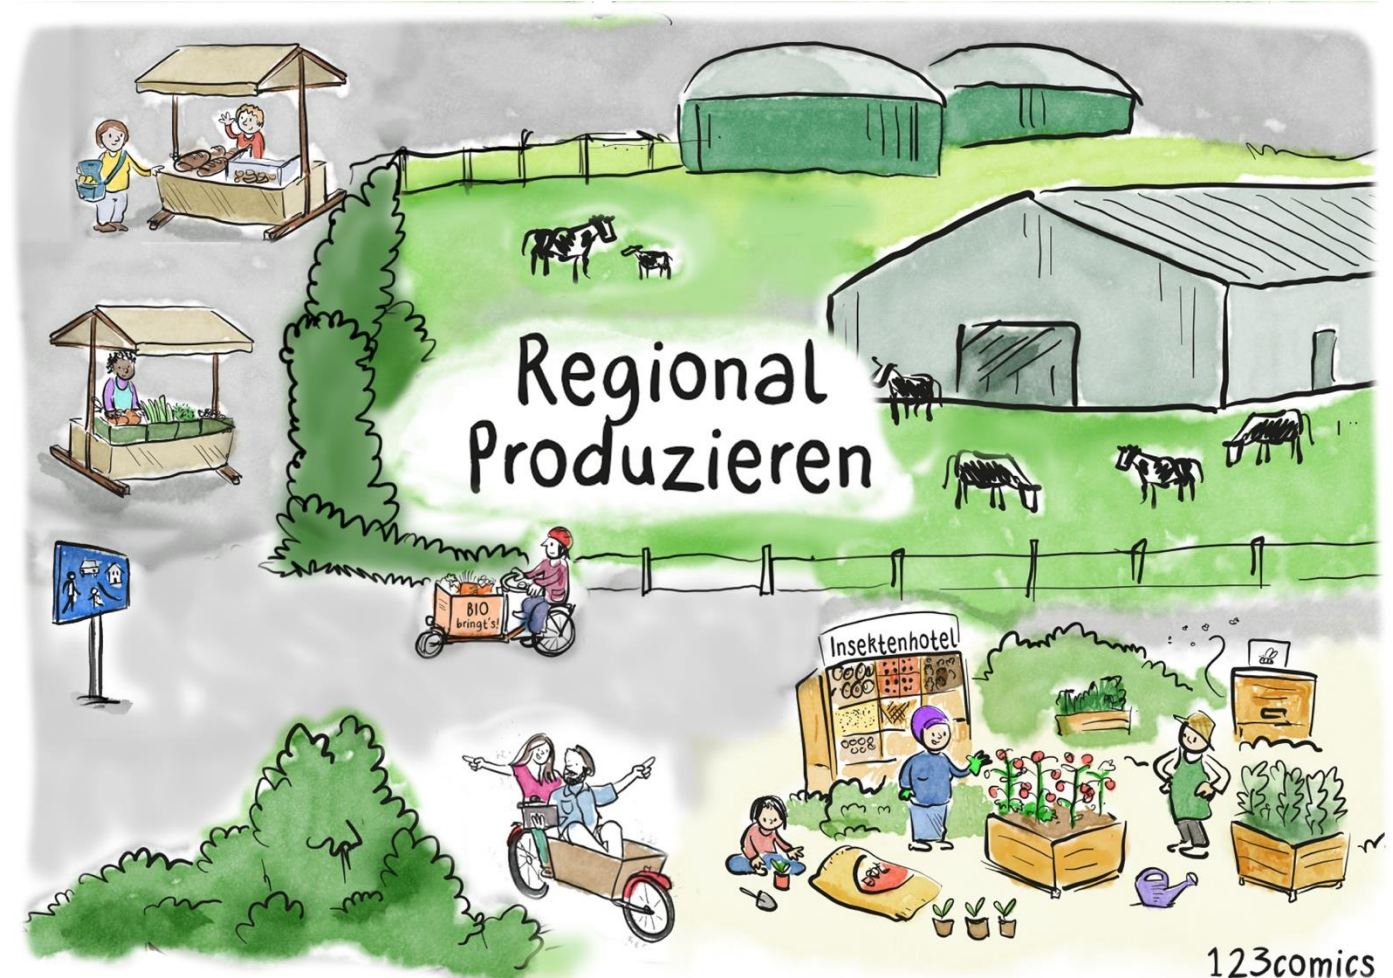 Regional
Produzieren
BIO
bringt's!
Insektenhotel
123comics